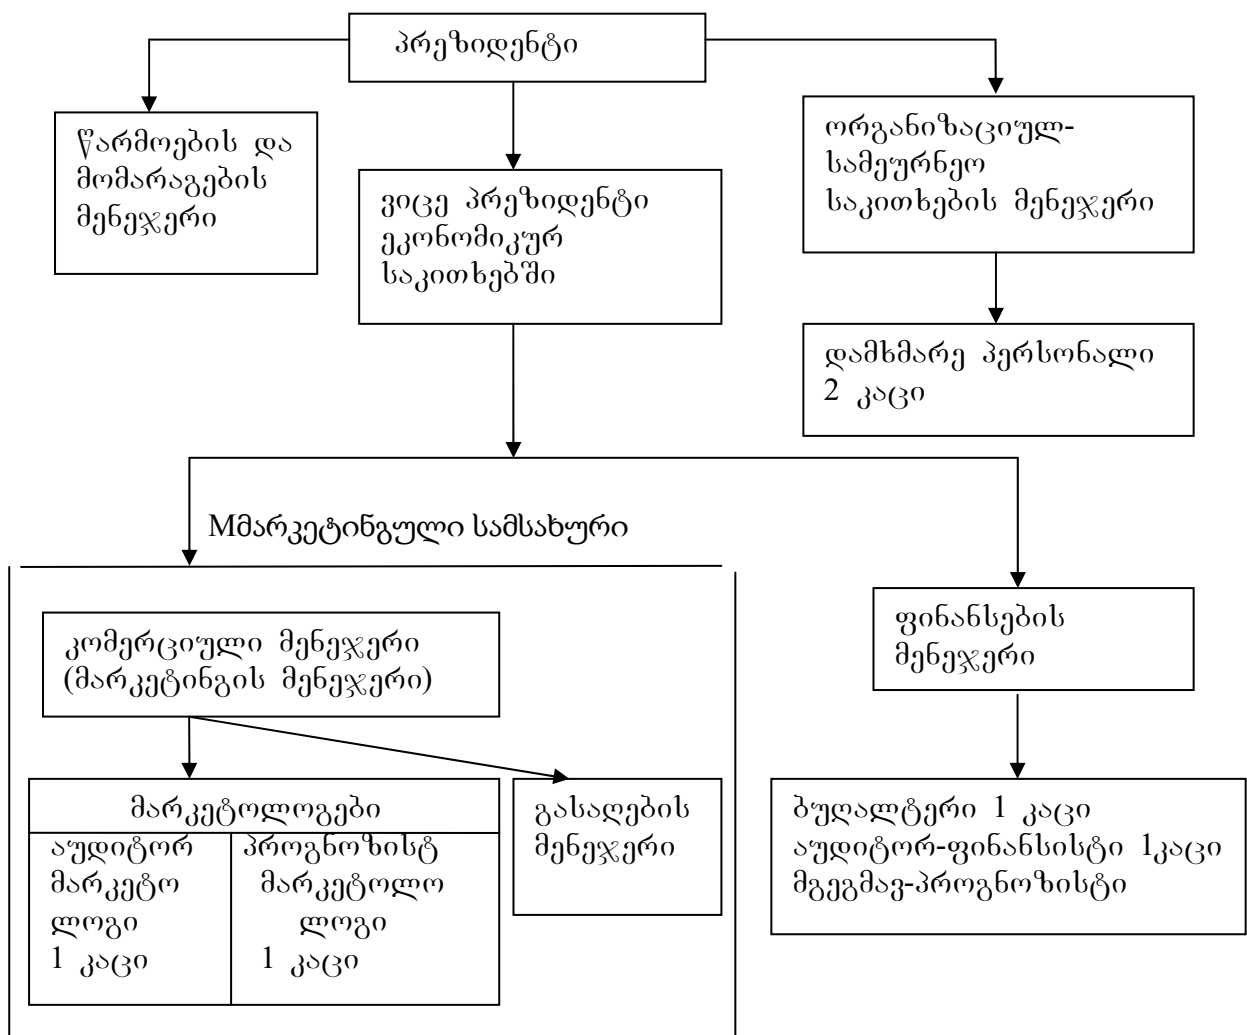 პრეზიდენტი
წარმოების და
მომარაგების
მენეჯერი
ვიცე პრეზიდენტი
ეკონომიკურ
საკითხებში
ორგანიზაციულ-
სამეურნეო
საკითხების მენეჯერი
დამხმარე პერსონალი
2 კაცი
Mმარკეტინგული სამსახური
კომერციული მენეჯერი
(მარკეტინგის მენეჯერი)
მარკეტოლოგები
აუდიტორ
მარკეტო
ლოგი
1 კაცი
პროგნოზისტ
მარკეტოლო
ლოგი
1 კაცი
გასაღების
მენეჯერი
ფინანსების
მენეჯერი
ბუღალტერი 1 კაცი
აუდიტორ-ფინანსისტი 1კაცი
მგეგმავ-პროგნოზისტი